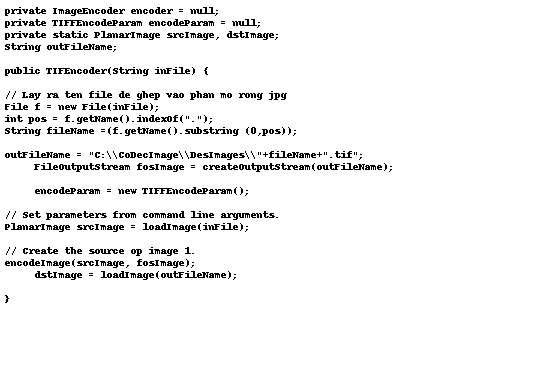 private ImageEncoder encoder = null;
private TIFFEncodeParam encodeParam = null;
private static PlanarImage srcImage, dstImage;
String outFileName;

public TIFEncoder(String inFile) {

// Lay ra ten file de ghep vao phan mo rong jpg
File f = new File(inFile);
int pos = f.getName().indexOf(".");
String fileName =(f.getName().substring (0,pos));

outFileName = "C:\\CoDecImage\\DesImages\\"+fileName+".tif";
FileOutputStream fosImage = createOutputStream(outFileName);

encodeParam = new TIFFEncodeParam();

// Set parameters from command line arguments.
PlanarImage srcImage = loadImage(inFile);

// Create the source op image 1.
encodeImage(srcImage, fosImage);
dstImage = loadImage(outFileName);

}